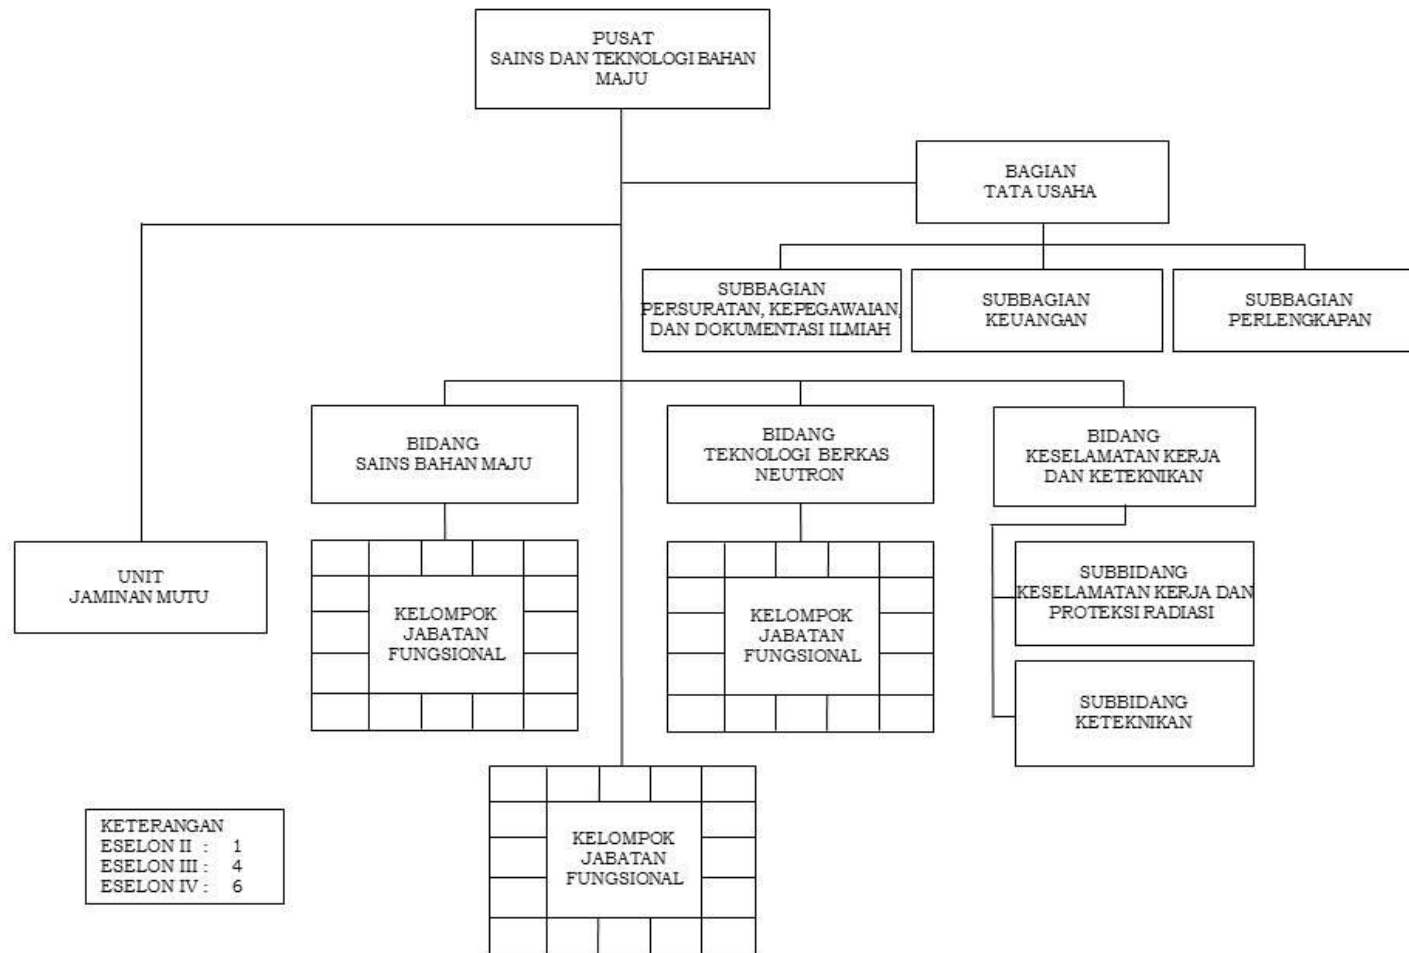 PUSAT
SAINS DAN TEKNOLOGI BAHAN
MAJU
BAGIAN
TATA USAHA
SUBBAGIAN
PERSURATAN, KEPEGAWAIAN,
DAN DOKUMENTASI ILMIAH
SUBBAGIAN
KEUANGAN
SUBBAGIAN
PERLENGKAPAN
BIDANG
SAINS BAHAN MAJU
BIDANG
TEKNOLOGI BERKAS
NEUTRON
BIDANG
KESELAMATAN KERJA
DAN KETEKNIKAN
UNIT
JAMINAN MUTU
KELOMPOK
JABATAN
FUNGSIONAL
KELOMPOK
JABATAN
FUNGSIONAL
SUBBIDANG
KESELAMATAN KERJA DAN
PROTEKSI RADIASI
SUBBIDANG
KETEKNIKAN
KELOMPOK
JABATAN
FUNGSIONAL
KETERANGAN
ESELON II : 1
ESELON III : 4
ESELON IV : 6